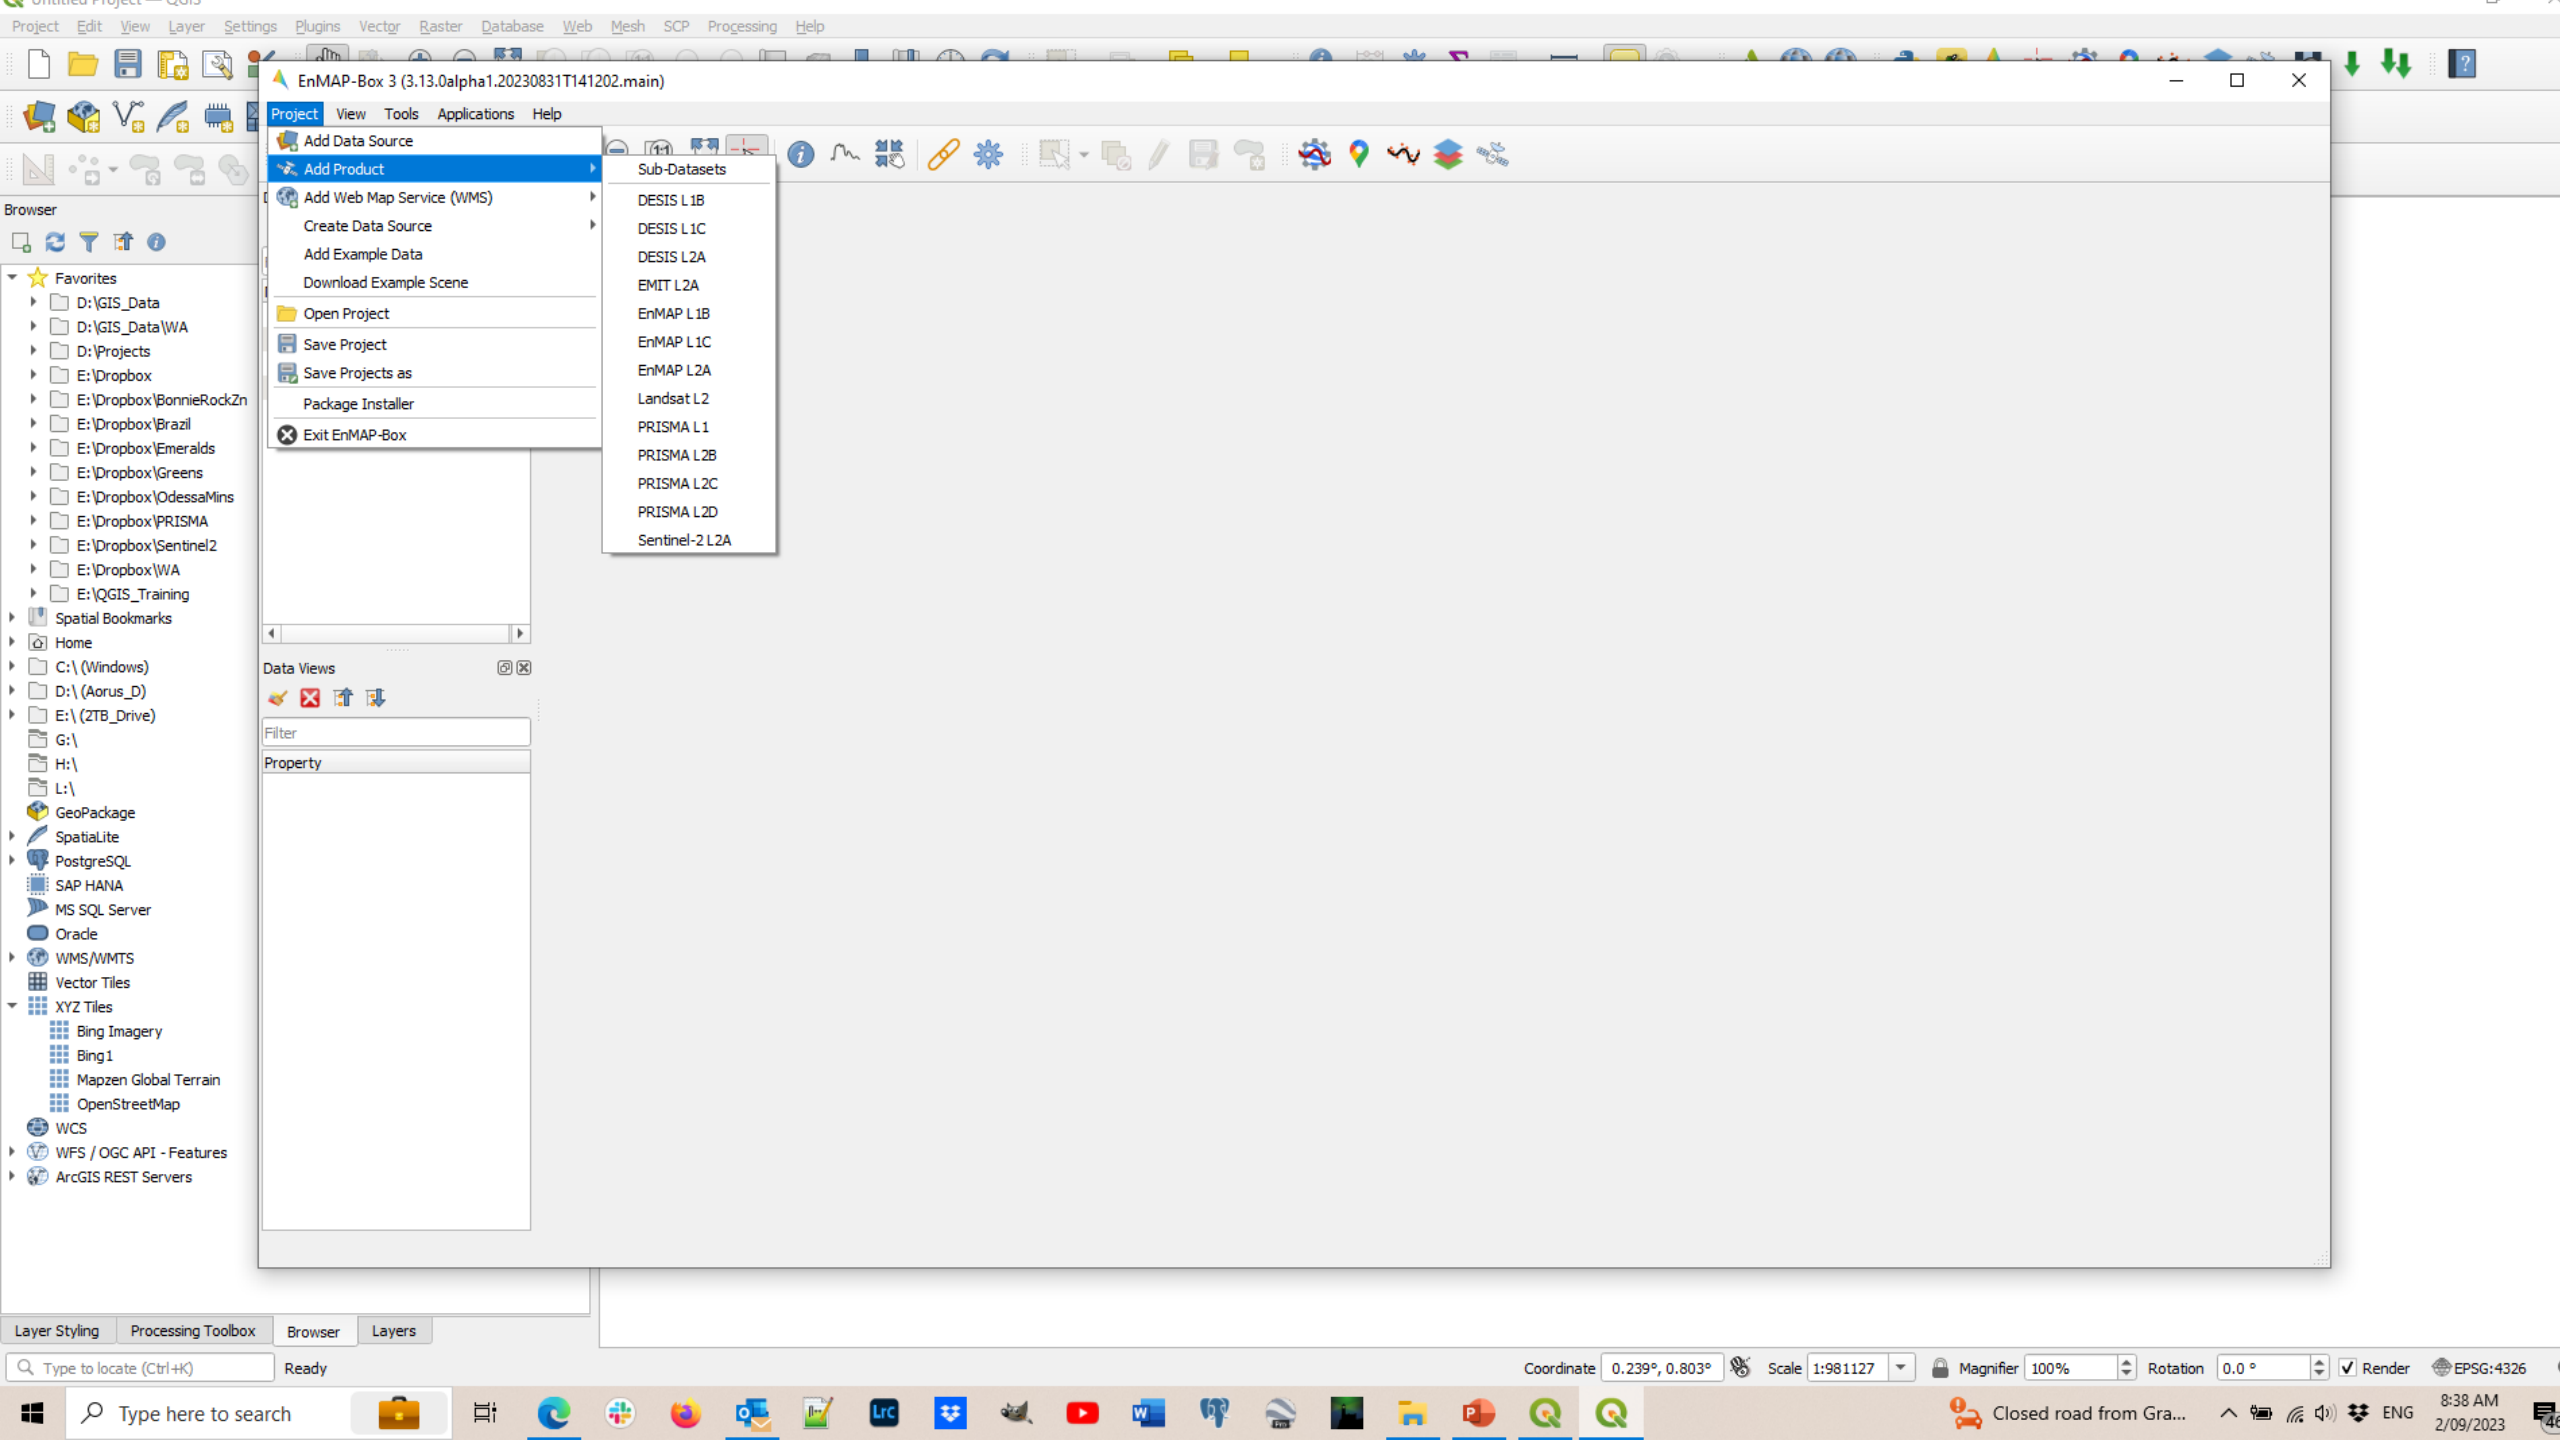 Untitled Project — QGIS
Project Edit View Layer Settings Plugins Vector Raster Database Web Mesh SCP Processing Help
EnMAP-Box 3 (3.13.0alpha1.20230831T141202.main)
Project View Tools Applications Help
Add Data Source
Add Product
Add Web Map Service (WMS)
Create Data Source
Add Example Data
Download Example Scene
Open Project
Save Project
Save Projects as
Package Installer
Exit EnMAP-Box
Sub-Datasets
DESIS L1B
DESIS L1C
DESIS L2A
EMIT L2A
EnMAP L1B
EnMAP L1C
EnMAP L2A
Landsat L2
PRISMA L1
PRISMA L2B
PRISMA L2C
PRISMA L2D
Sentinel-2 L2A
Browser
Favorites
D:\GIS_Data
D:\GIS_Data\WA
D:\Projects
E:\Dropbox
E:\Dropbox\BonnieRockZn
E:\Dropbox\Brazil
E:\Dropbox\Emeralds
E:\Dropbox\Greens
E:\Dropbox\OdessaMins
E:\Dropbox\PRISMA
E:\Dropbox\Sentinel2
E:\Dropbox\WA
E:\QGIS_Training
Spatial Bookmarks
Home
C:\ (Windows)
D:\ (Aorus_D)
E:\ (2TB_Drive)
G:\
H:\
L:\
GeoPackage
SpatiaLite
PostgreSQL
SAP HANA
MS SQL Server
Oracle
WMS/WMTS
Vector Tiles
XYZ Tiles
Bing Imagery
Bing1
Mapzen Global Terrain
OpenStreetMap
WCS
WFS / OGC API - Features
ArcGIS REST Servers
Data Views
Filter
Property
Layer Styling Processing Toolbox Browser Layers
Type to locate (Ctrl+K) Ready Coordinate 0.239°, 0.803° Scale 1:981127 Magnifier 100% Rotation 0.0 ° Render EPSG:4326
Type here to search Lrc Closed road from Gra... ENG 8:38 AM
2/09/2023